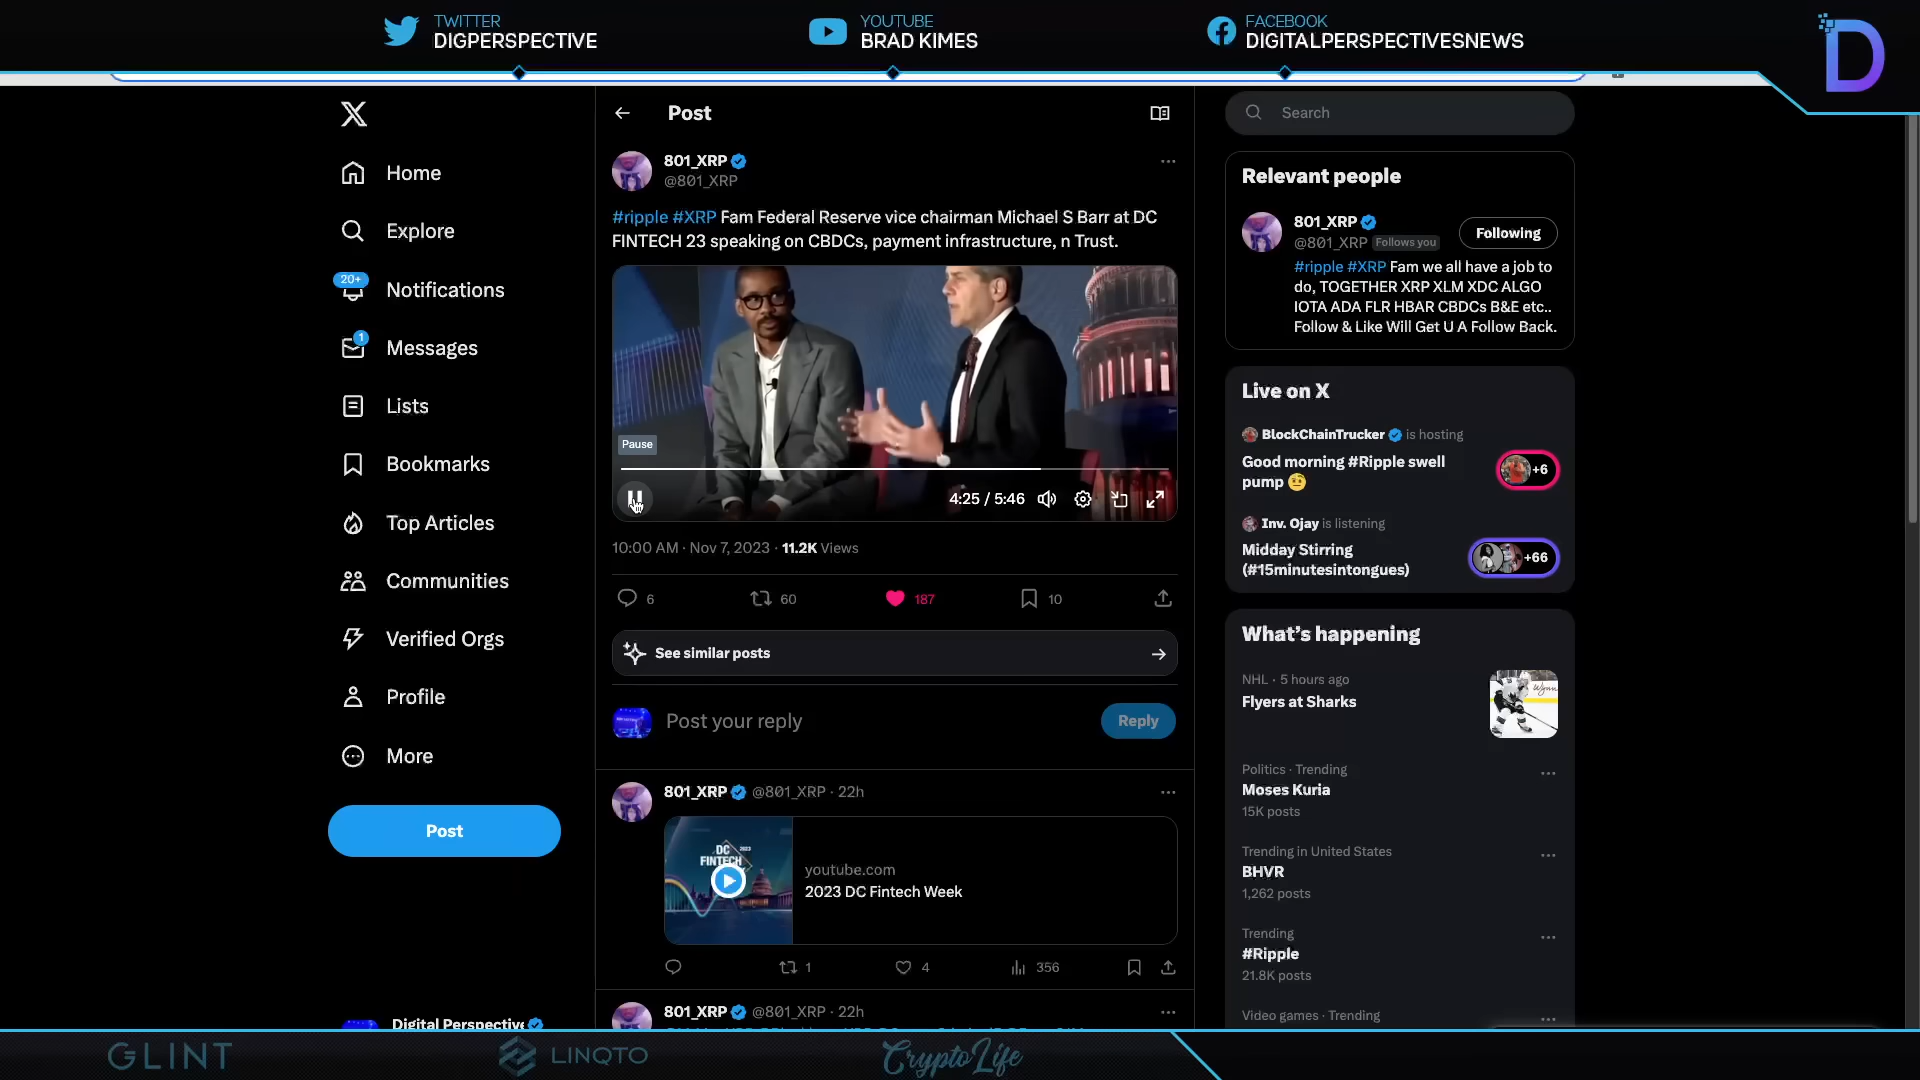 TWITTER
DIGPERSPECTIVE
YOUTUBE
BRAD KIMES
FACEBOOK
DIGITALPERSPECTIVESNEWS
D
Home
Explore
20+
Notifications
1
Messages
Lists
Bookmarks
Top Articles
Communities
Verified Orgs
Profile
More
Post
Digital Perspective
Post
801_XRP
@801_XRP
#ripple #XRP Fam Federal Reserve vice chairman Michael S Barr at DC
FINTECH 23 speaking on CBDCs, payment infrastructure, n Trust.
Pause
4:25 / 5:46
10:00 AM · Nov 7, 2023 · 11.2K Views
6
60
187
10
See similar posts
Post your reply
Reply
801_XRP @801_XRP · 22h
DC 2023
FINTECH
youtube.com
2023 DC Fintech Week
1
4
356
801_XRP @801_XRP · 22h
Search
Relevant people
801_XRP
@801_XRP Follows you
Following
#ripple #XRP Fam we all have a job to
do, TOGETHER XRP XLM XDC ALGO
IOTA ADA FLR HBAR CBDCs B&E etc..
Follow & Like Will Get U A Follow Back.
Live on X
BlockChainTrucker is hosting
Good morning #Ripple swell
pump 🤨
+6
Inv. Ojay is listening
Midday Stirring
(#15minutesintongues)
+66
What's happening
NHL · 5 hours ago
Flyers at Sharks
Politics · Trending
Moses Kuria
15K posts
Trending in United States
BHVR
1,262 posts
Trending
#Ripple
21.8K posts
Video games · Trending
GLINT
LINQTO
CryptoLife